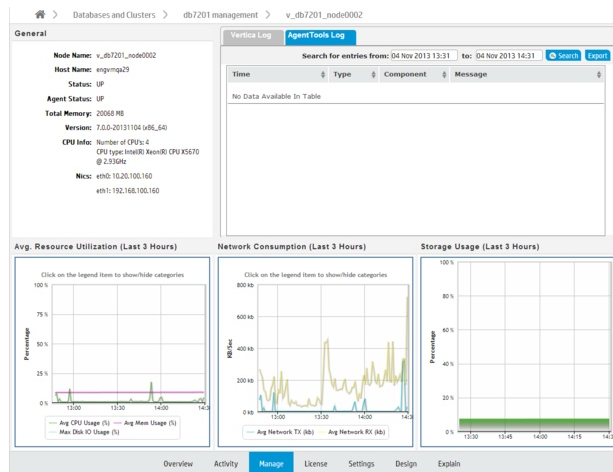 Databases and Clusters > db7201 management > v_db7201_node0002
General
Node Name: v_db7201_node0002
Host Name: engvmqa29
Status: UP
Agent Status: UP
Total Memory: 20068 MB
Version: 7.0.0-20131104 (x86_64)
CPU Info: Number of CPU's: 4
CPU type: Intel(R) Xeon(R) CPU X5670
@ 2.93GHz
Nics: eth0: 10.20.100.160
eth1: 192.168.100.160
Vertica Log AgentTools Log
Search for entries from: 04 Nov 2013 13:31 to: 04 Nov 2013 14:31 Search Export
Time Type Component Message
No Data Available In Table
Avg. Resource Utilization (Last 3 Hours)
Click on the legend item to show/hide categories
100 %
75 %
50 %
25 %
0 %
Percentage
13:00 13:30 14:00 14:3
Avg CPU Usage (%) Avg Mem Usage (%)
Max Disk IO Usage (%)
Network Consumption (Last 3 Hours)
Click on the legend item to show/hide categories
800 kb
600 kb
400 kb
200 kb
0 kb
KB/Sec
13:00 13:30 14:00 14:3
Avg Network TX (kb) Avg Network RX (kb)
Storage Usage (Last 3 Hours)
100 %
80 %
60 %
40 %
20 %
0 %
Percentage
13:30 13:45 14:00 14:15 14:3
Overview Activity Manage License Settings Design Explain